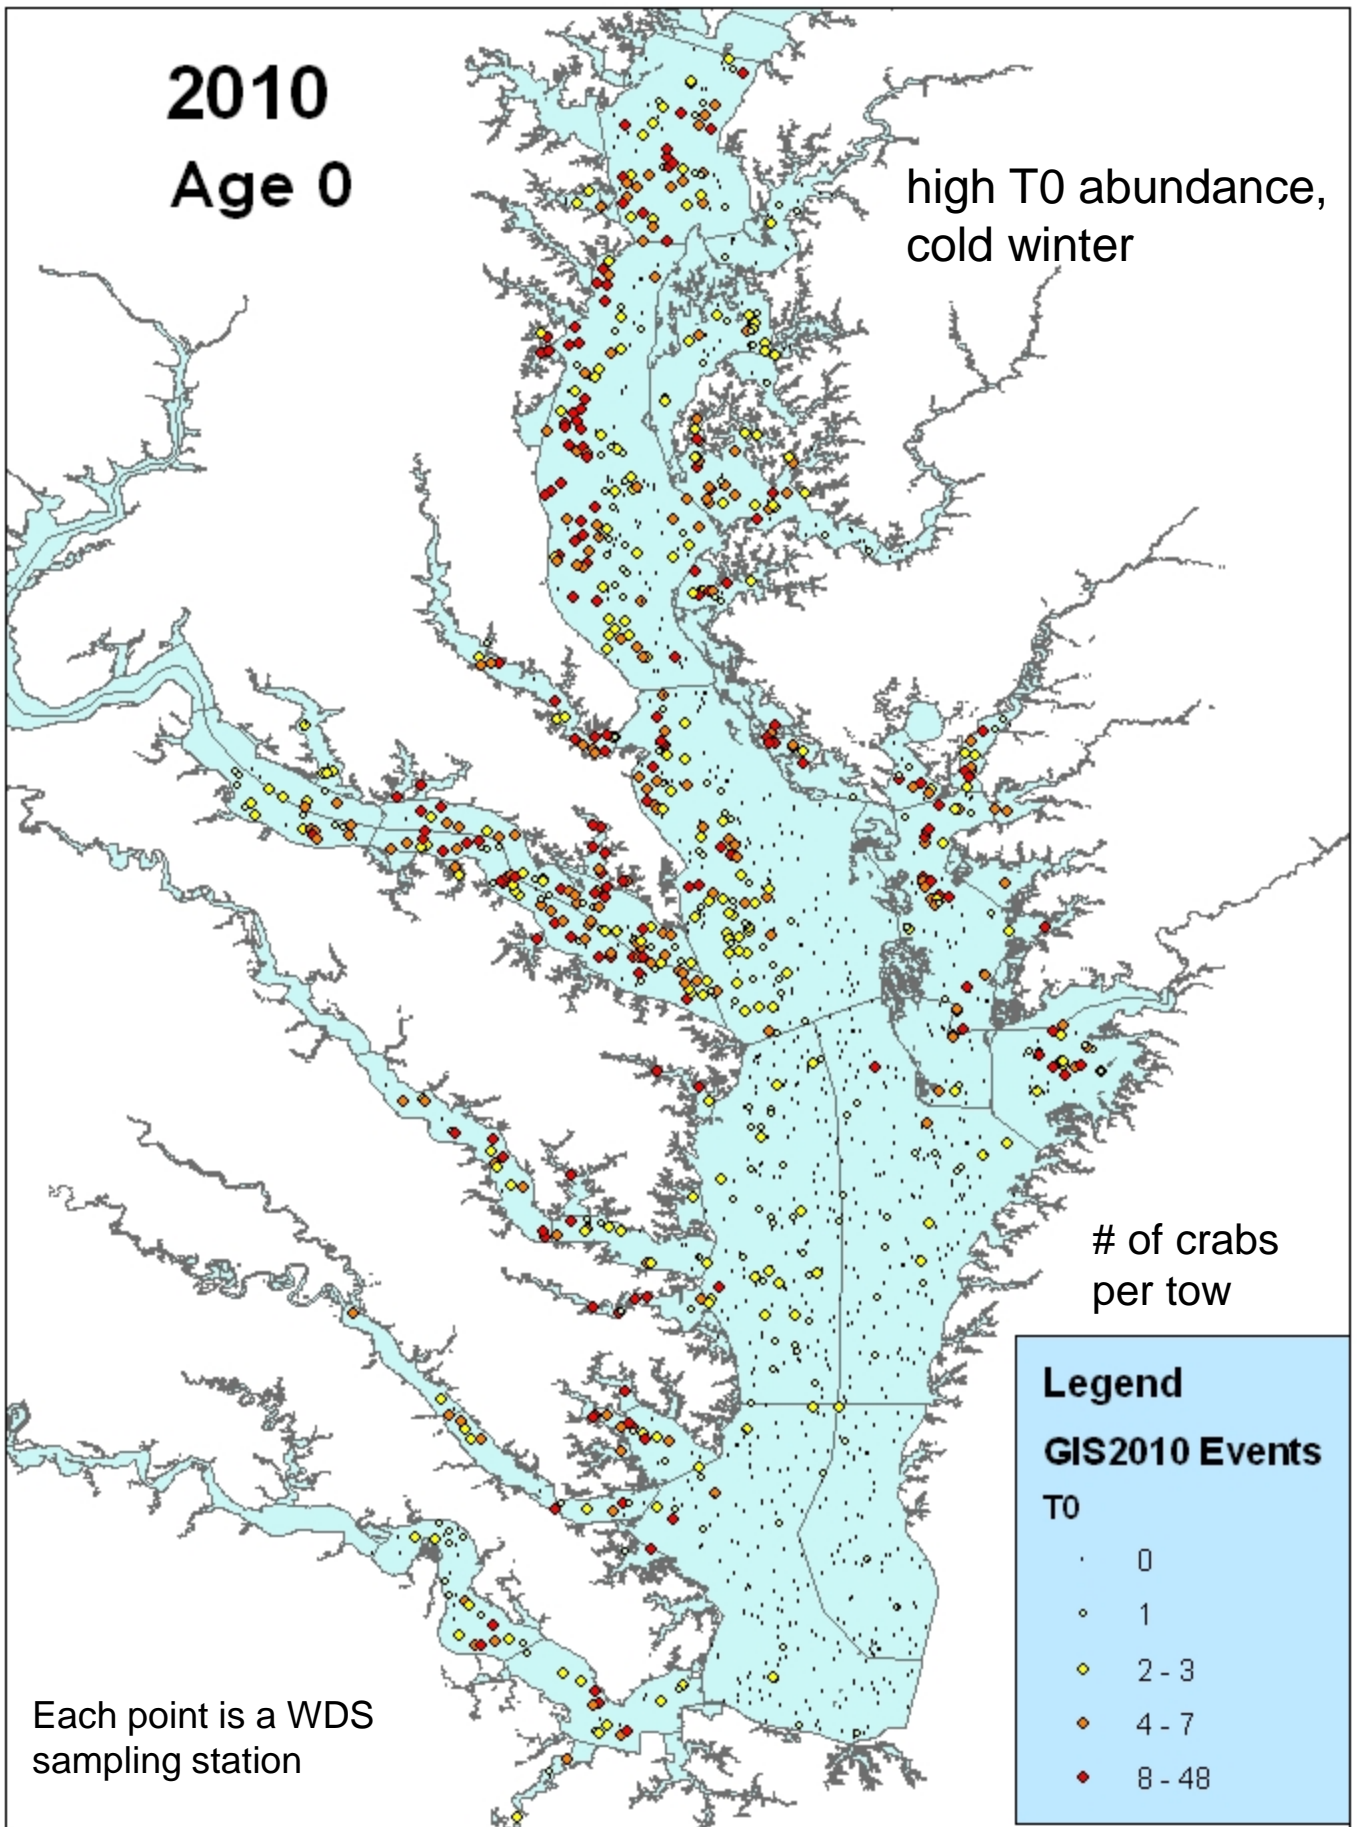 2010
Age 0
high T0 abundance,
cold winter
# of crabs
per tow
Legend
GIS2010 Events
T0
0
1
2 - 3
4 - 7
8 - 48
Each point is a WDS
sampling station